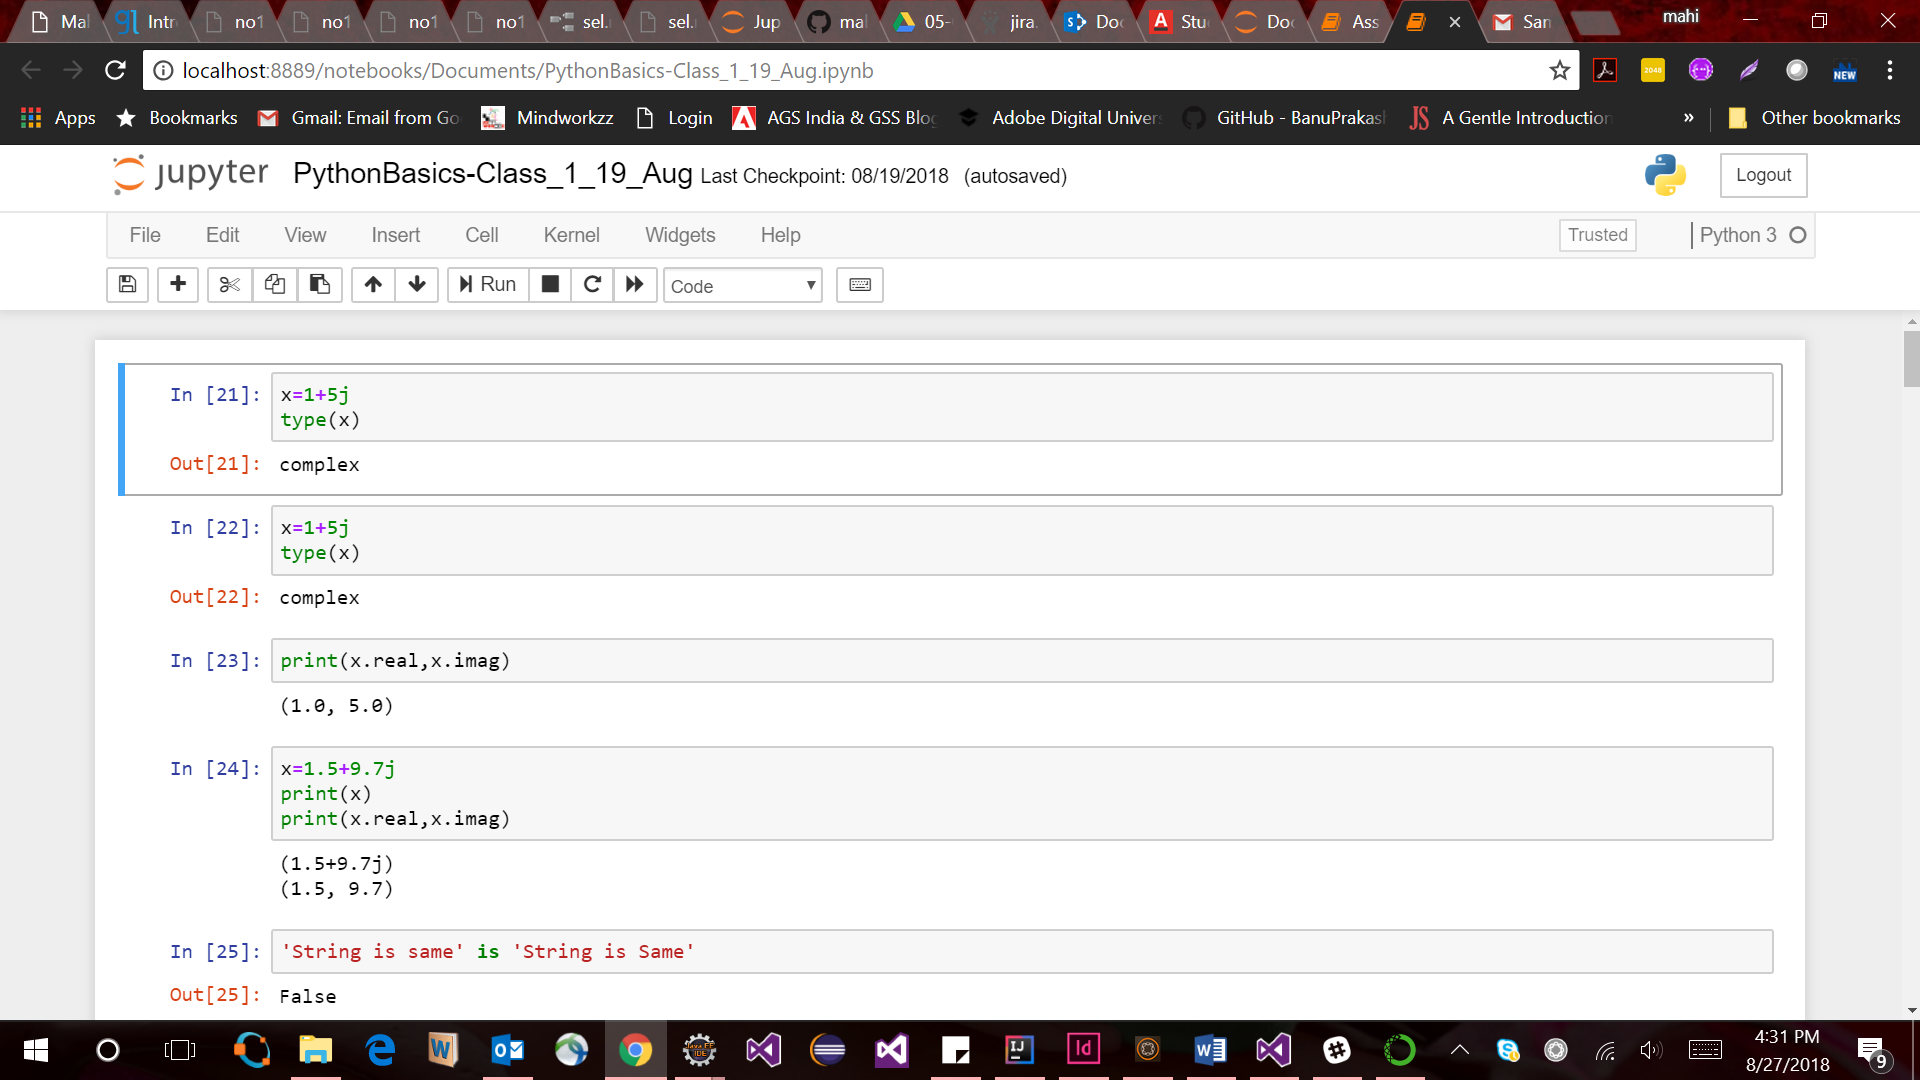 Mal Intr no1 no1 no1 no1 sel. sel. Jup mal 05- jira. Doc Stu Doc Ass San mahi
localhost:8889/notebooks/Documents/PythonBasics-Class_1_19_Aug.ipynb
2048 NEW
Apps Bookmarks Gmail: Email from Go Mindworkzz Login AGS India & GSS Blog Adobe Digital Univers GitHub - BanuPrakash JS A Gentle Introduction » Other bookmarks
jupyter PythonBasics-Class_1_19_Aug Last Checkpoint: 08/19/2018 (autosaved) Logout
File Edit View Insert Cell Kernel Widgets Help Trusted Python 3
Run Code
In [21]: x=1+5j
type(x)
Out[21]: complex
In [22]: x=1+5j
type(x)
Out[22]: complex
In [23]: print(x.real,x.imag)
(1.0, 5.0)
In [24]: x=1.5+9.7j
print(x)
print(x.real,x.imag)
(1.5+9.7j)
(1.5, 9.7)
In [25]: 'String is same' is 'String is Same'
Out[25]: False
4:31 PM
8/27/2018
9